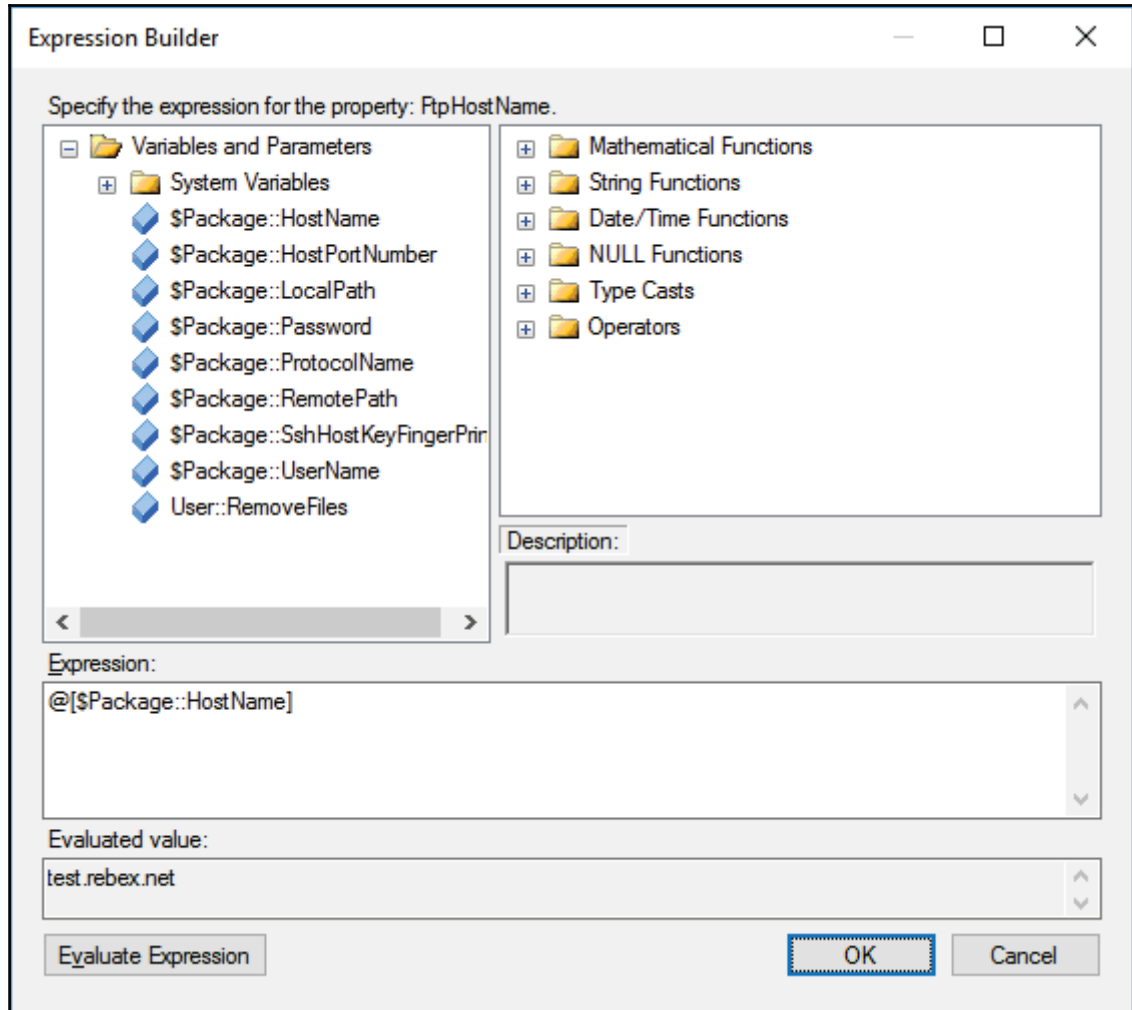 Expression Builder
Specify the expression for the property: FtpHostName.
Variables and Parameters
System Variables
$Package::HostName
$Package::HostPortNumber
$Package::LocalPath
$Package::Password
$Package::ProtocolName
$Package::RemotePath
$Package::SshHostKeyFingerPrin
$Package::UserName
User::RemoveFiles
Mathematical Functions
String Functions
Date/Time Functions
NULL Functions
Type Casts
Operators
Description:
Expression:
@[$Package::HostName]
Evaluated value:
test.rebex.net
Evaluate Expression
OK
Cancel